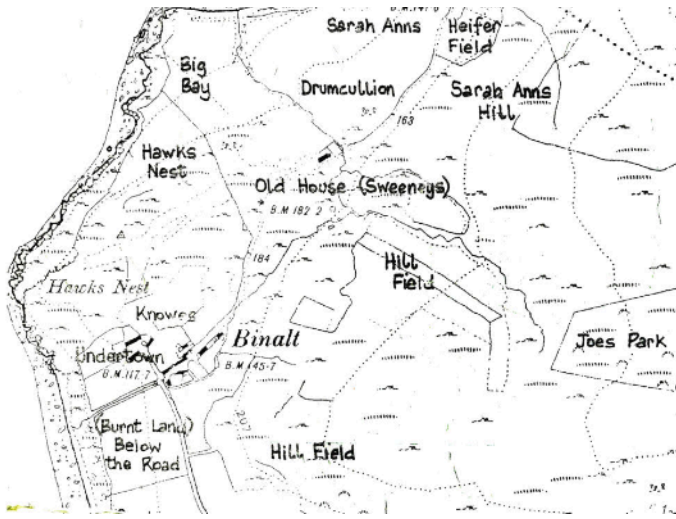 Sarah Anns
Heifer
Field
Big
Bay
Drumcullion
Sarah Anns
Hill
163
Hawks
Nest
Old House (Sweeneys)
B.M 182.2
184
Hill
Field
Hawks Nest
Knowes
Binalt
Undertown
Joes Park
B.M.117.7
B.M 145.7
(Burnt Land)
Below
the Road
207
Hill Field